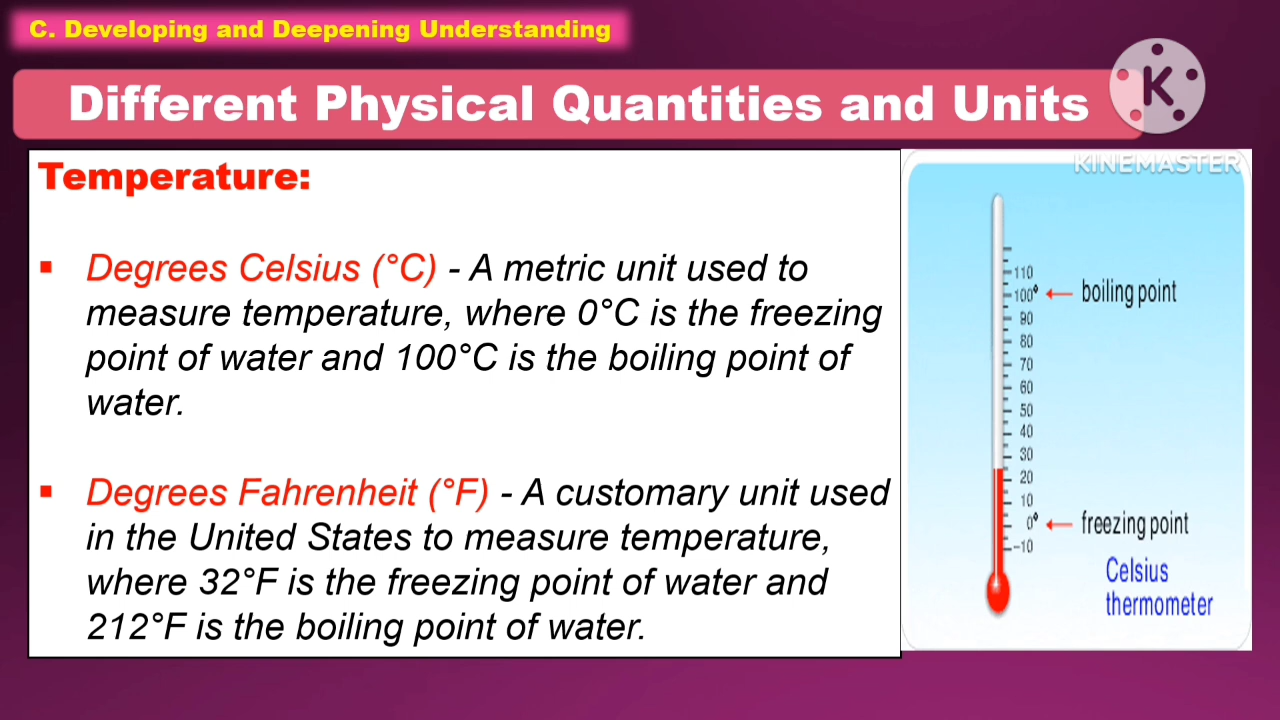 C. Developing and Deepening Understanding
Different Physical Quantities and Units
K
KINEMASTER
Temperature:
▪ Degrees Celsius (°C) - A metric unit used to
measure temperature, where 0°C is the freezing
point of water and 100°C is the boiling point of
water.
▪ Degrees Fahrenheit (°F) - A customary unit used
in the United States to measure temperature,
where 32°F is the freezing point of water and
212°F is the boiling point of water.
110
100° boiling point
90
80
70
60
50
40
30
20
10
0° freezing point
-10
Celsius
thermometer